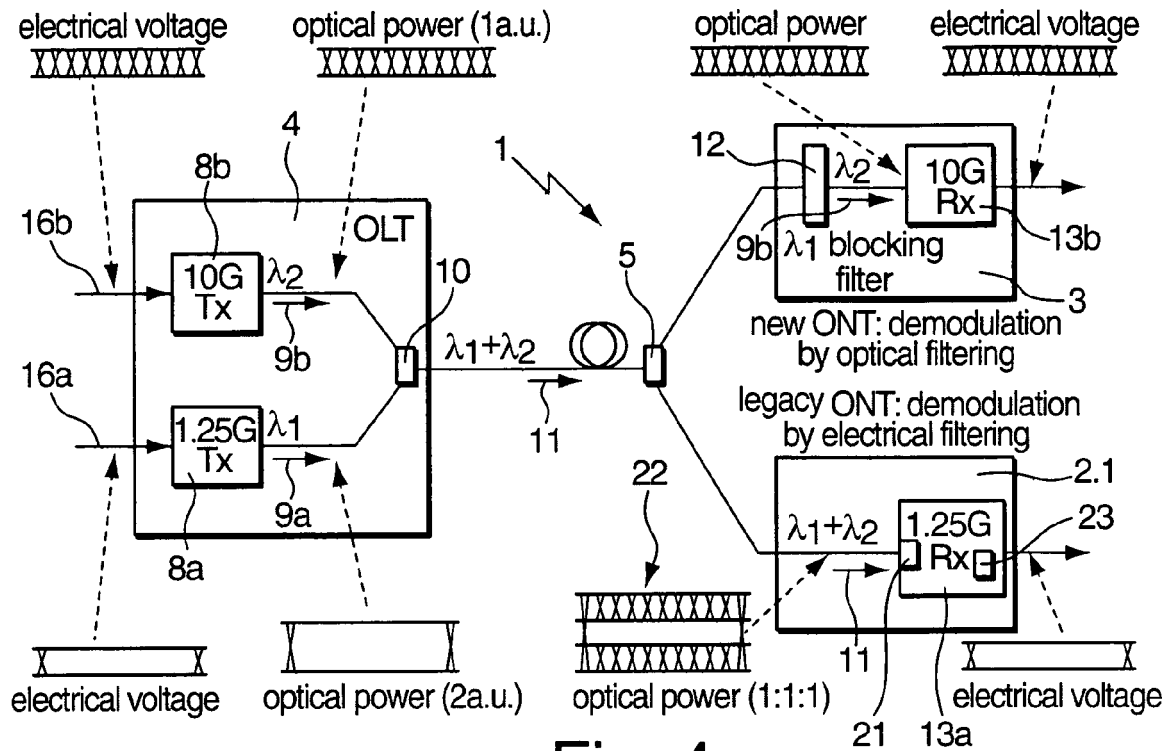 electrical voltage
optical power (1a.u.)
optical power
electrical voltage
4
8b
16b
OLT
10G
Tx
λ2
9b
10
16a
1.25G
Tx
λ1
9a
8a
λ1+λ2
11
1
5
12
λ2
10G
Rx
9b
13b
λ1 blocking
filter
3
new ONT: demodulation
by optical filtering
legacy ONT: demodulation
by electrical filtering
2.1
22
λ1+λ2
1.25G
Rx
23
11
electrical voltage
optical power (2a.u.)
optical power (1:1:1)
21
13a
electrical voltage